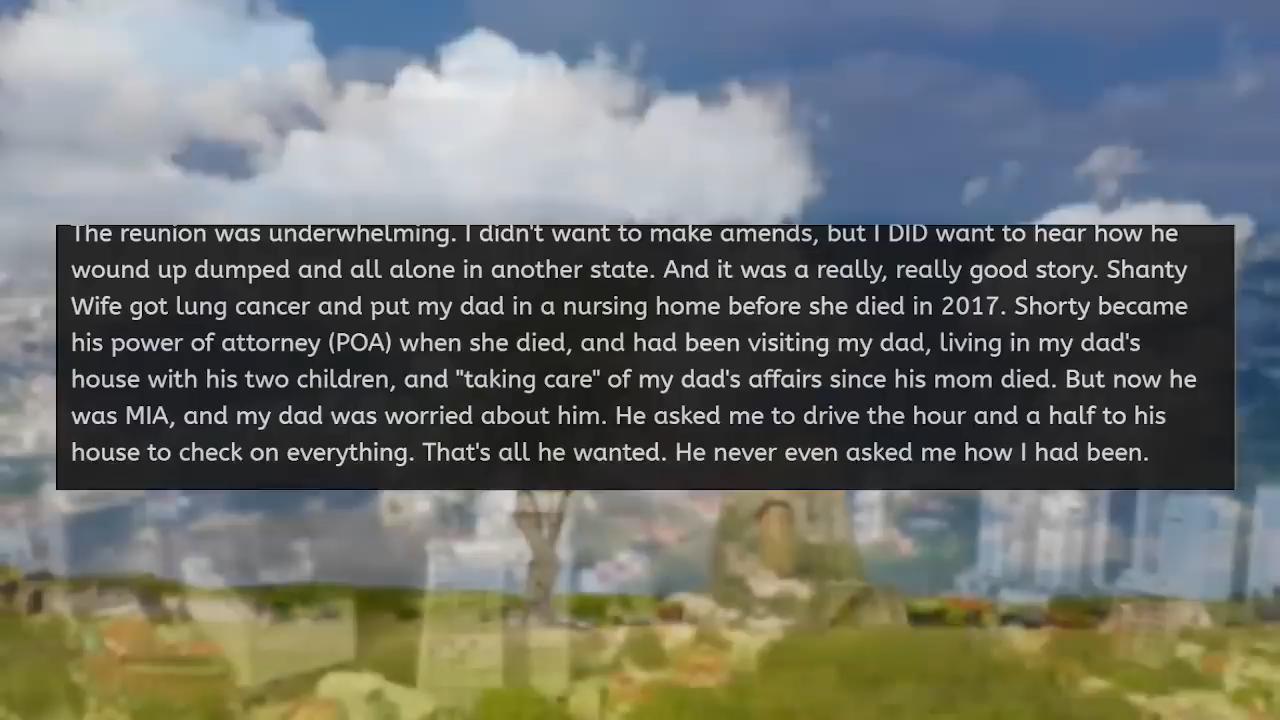 The reunion was underwhelming. I didn't want to make amends, but I DID want to hear how he
wound up dumped and all alone in another state. And it was a really, really good story. Shanty
Wife got lung cancer and put my dad in a nursing home before she died in 2017. Shorty became
his power of attorney (POA) when she died, and had been visiting my dad, living in my dad's
house with his two children, and "taking care" of my dad's affairs since his mom died. But now he
was MIA, and my dad was worried about him. He asked me to drive the hour and a half to his
house to check on everything. That's all he wanted. He never even asked me how I had been.